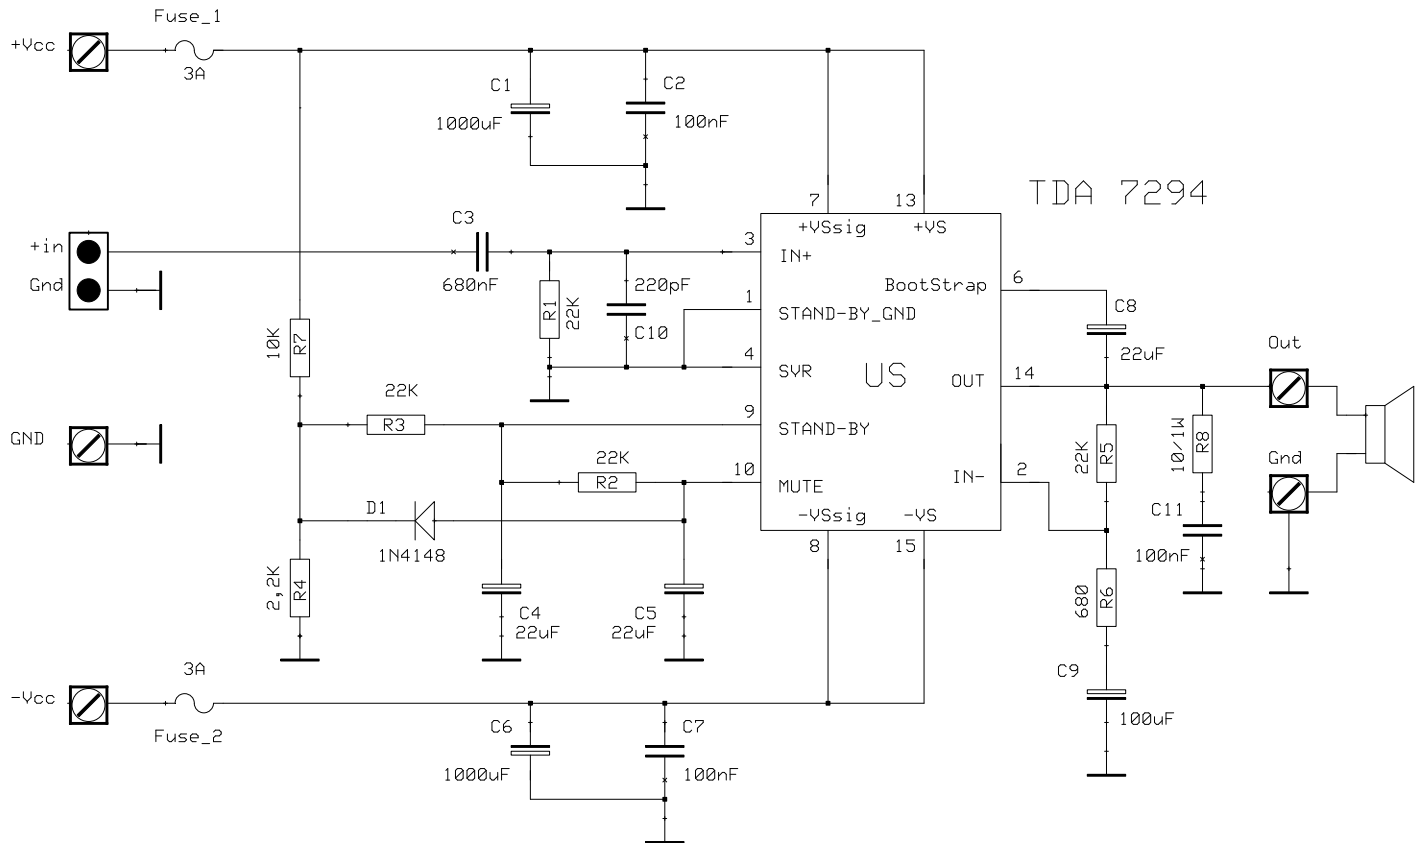 Fuse_1
+Vcc
3A
C1
C2
1000uF
100nF
TDA 7294
7
13
+VSsig
+VS
+in
C3
3
IN+
Gnd
680nF
220pF
BootStrap
6
R1
22K
1
STAND-BY_GND
C8
C10
22uF
10K
R7
4
SVR
US
OUT
14
Out
22K
R3
9
STAND-BY
GND
22K
R5
10/1W
R8
22K
R2
10
MUTE
IN-
2
Gnd
D1
-VSsig
-VS
C11
1N4148
8
15
100nF
2,2K
R4
680
R6
C4
22uF
C5
22uF
3A
C9
-Vcc
100uF
Fuse_2
C6
C7
1000uF
100nF